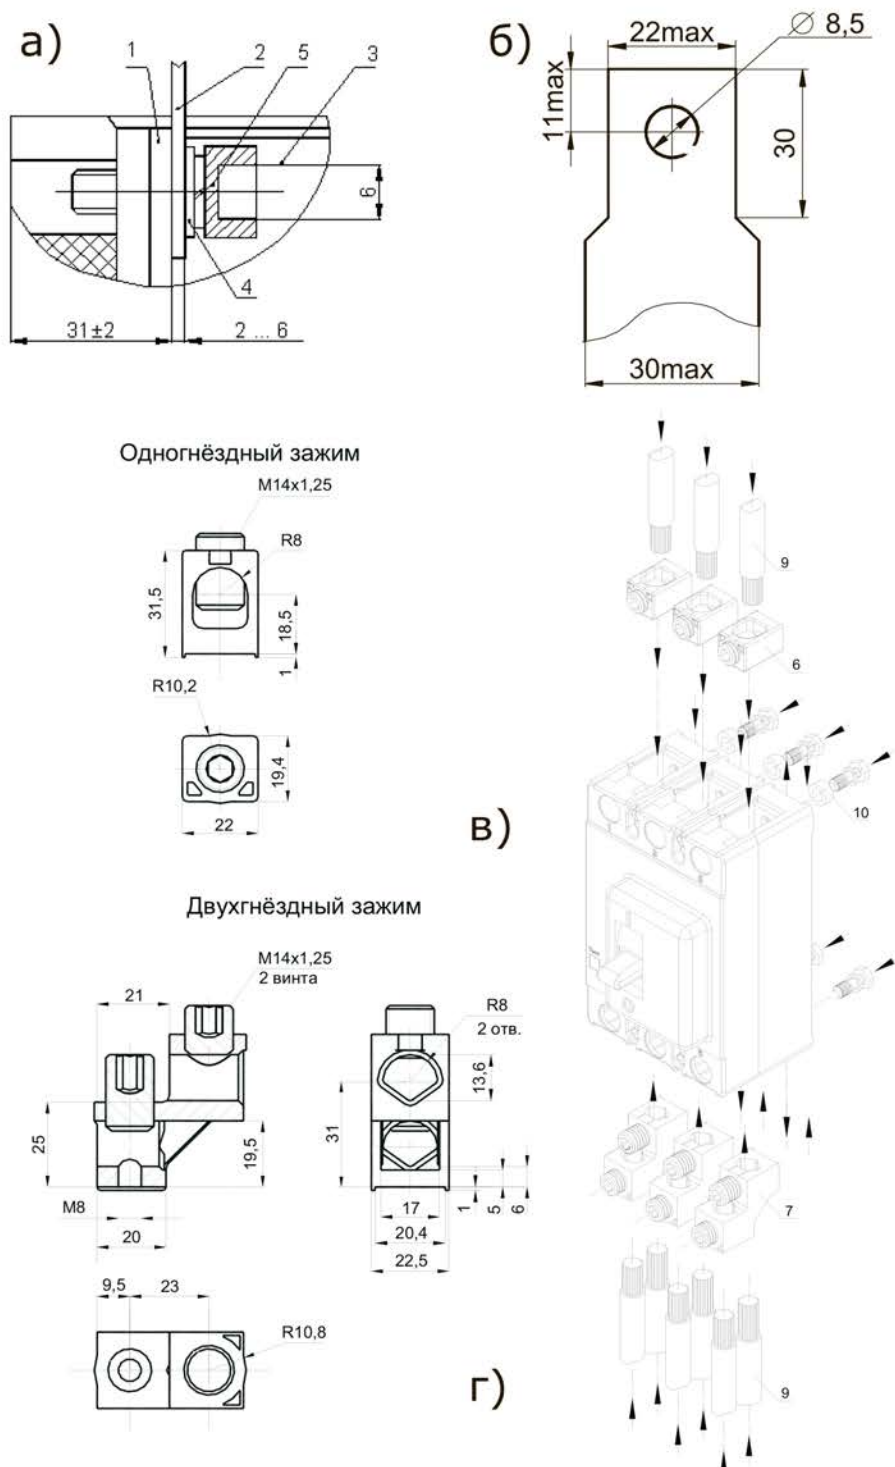 а)
1
2
5
3
6
4
31±2
2 ... 6
б)
22max
∅ 8,5
11max
30
30max
Одногнёздный зажим
M14x1,25
R8
31,5
18,5
1
R10,2
19,4
22
9
6
10
в)
Двухгнёздный зажим
M14x1,25
2 винта
21
R8
2 отв.
13,6
31
25
19,5
M8
20
1
5
6
17
20,4
22,5
7
9,5
23
R10,8
9
г)